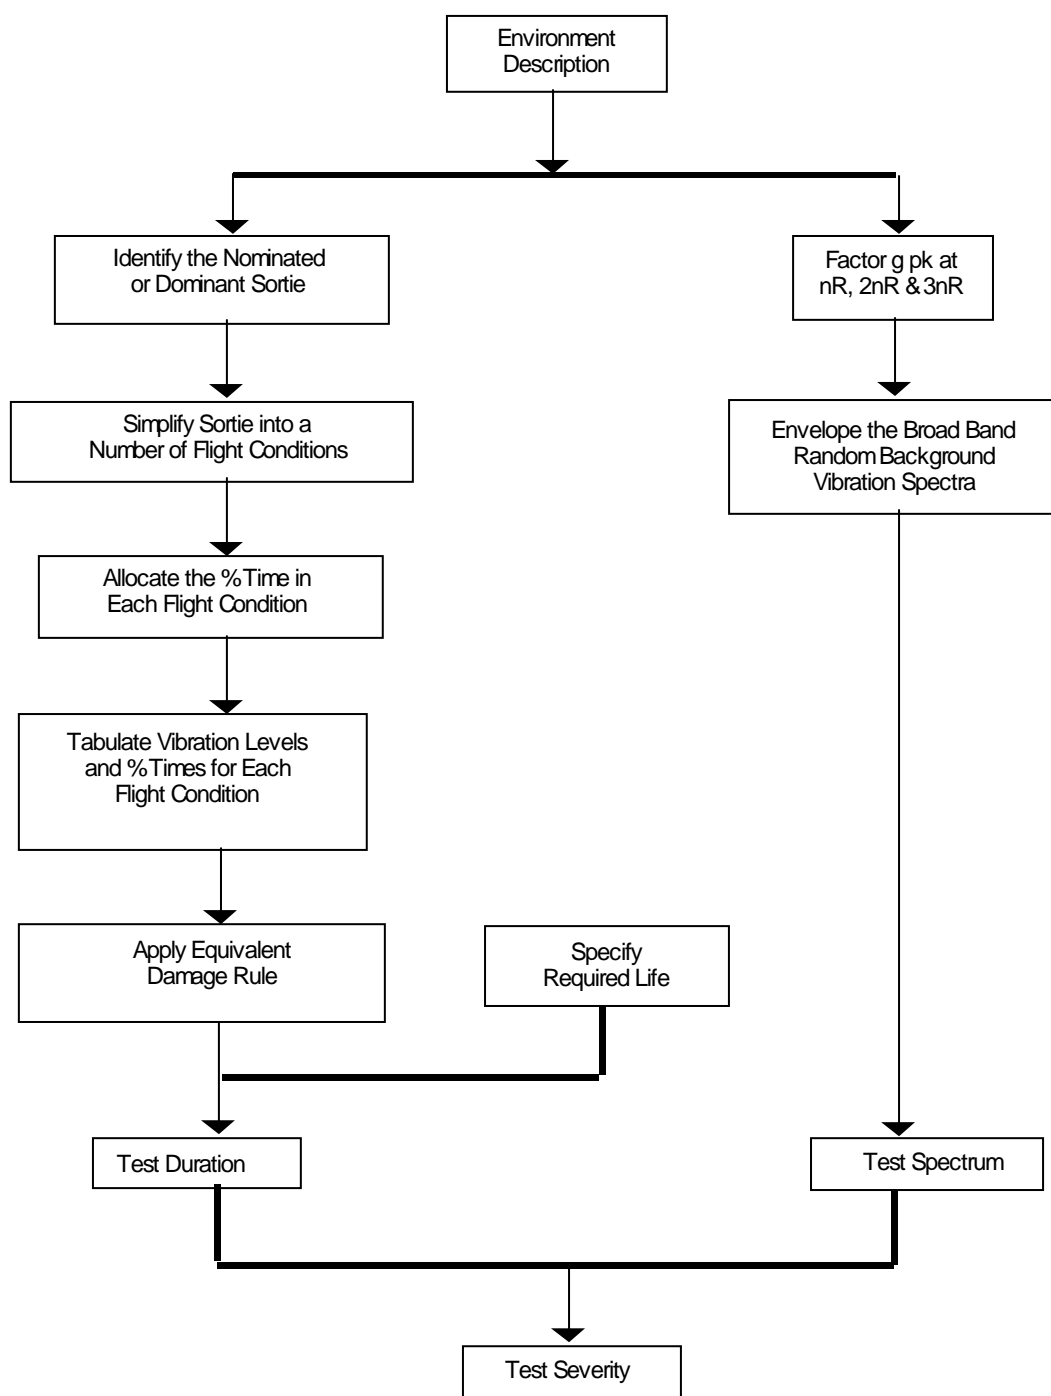 Environment
Description
Identify the Nominated
or Dominant Sortie
Factor g pk at
nR, 2nR & 3nR
Simplify Sortie into a
Number of Flight Conditions
Envelope the Broad Band
Random Background
Vibration Spectra
Allocate the % Time in
Each Flight Condition
Tabulate Vibration Levels
and % Times for Each
Flight Condition
Apply Equivalent
Damage Rule
Specify
Required Life
Test Duration
Test Spectrum
Test Severity